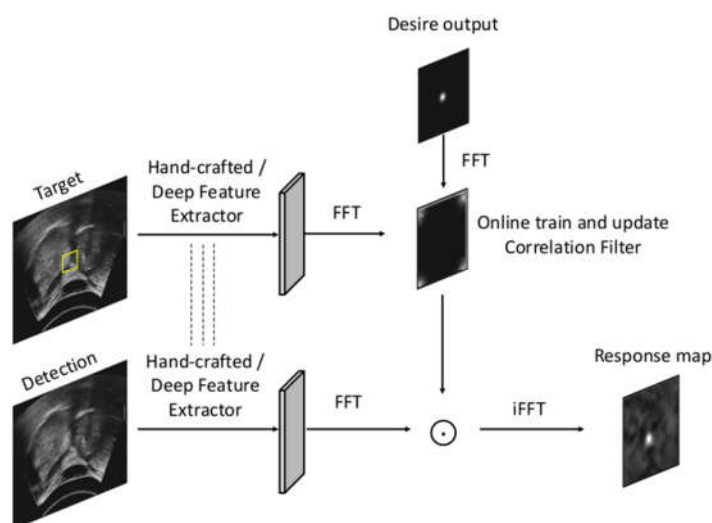 Desire output
FFT
Target
Hand-crafted /
Deep Feature
Extractor
FFT
Online train and update
Correlation Filter
Detection
Hand-crafted /
Deep Feature
Extractor
FFT
iFFT
Response map